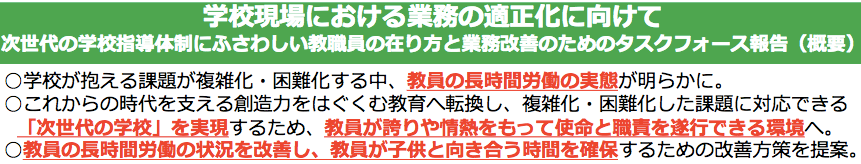 学校現場における業務の適正化に向けて
次世代の学校指導体制にふさわしい教職員の在り方と業務改善のためのタスクフォース報告（概要）
○学校が抱える課題が複雑化・困難化する中、教員の長時間労働の実態が明らかに。
○これからの時代を支える創造力をはぐくむ教育へ転換し、複雑化・困難化した課題に対応できる
「次世代の学校」を実現するため、教員が誇りや情熱をもって使命と職責を遂行できる環境へ。
○教員の長時間労働の状況を改善し、教員が子供と向き合う時間を確保するための改善方策を提案。